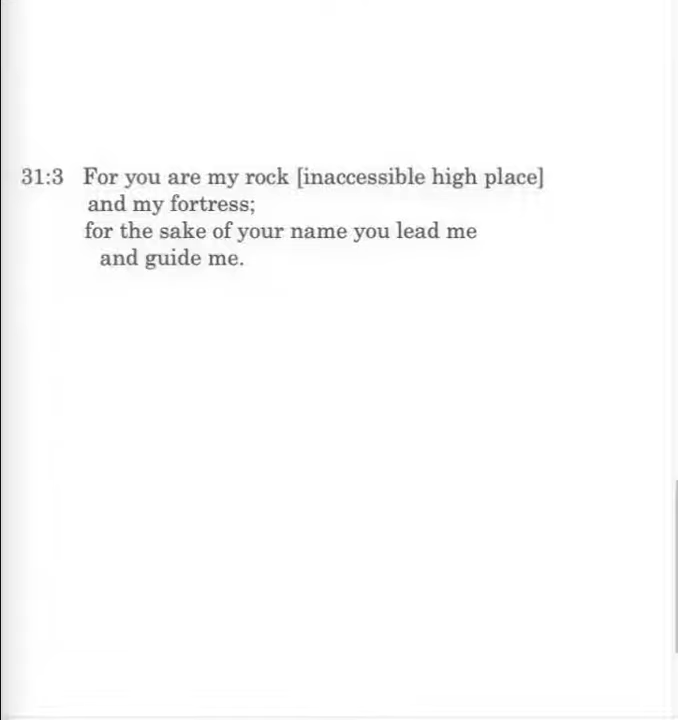 31:3 For you are my rock [inaccessible high place]
and my fortress;
for the sake of your name you lead me
and guide me.